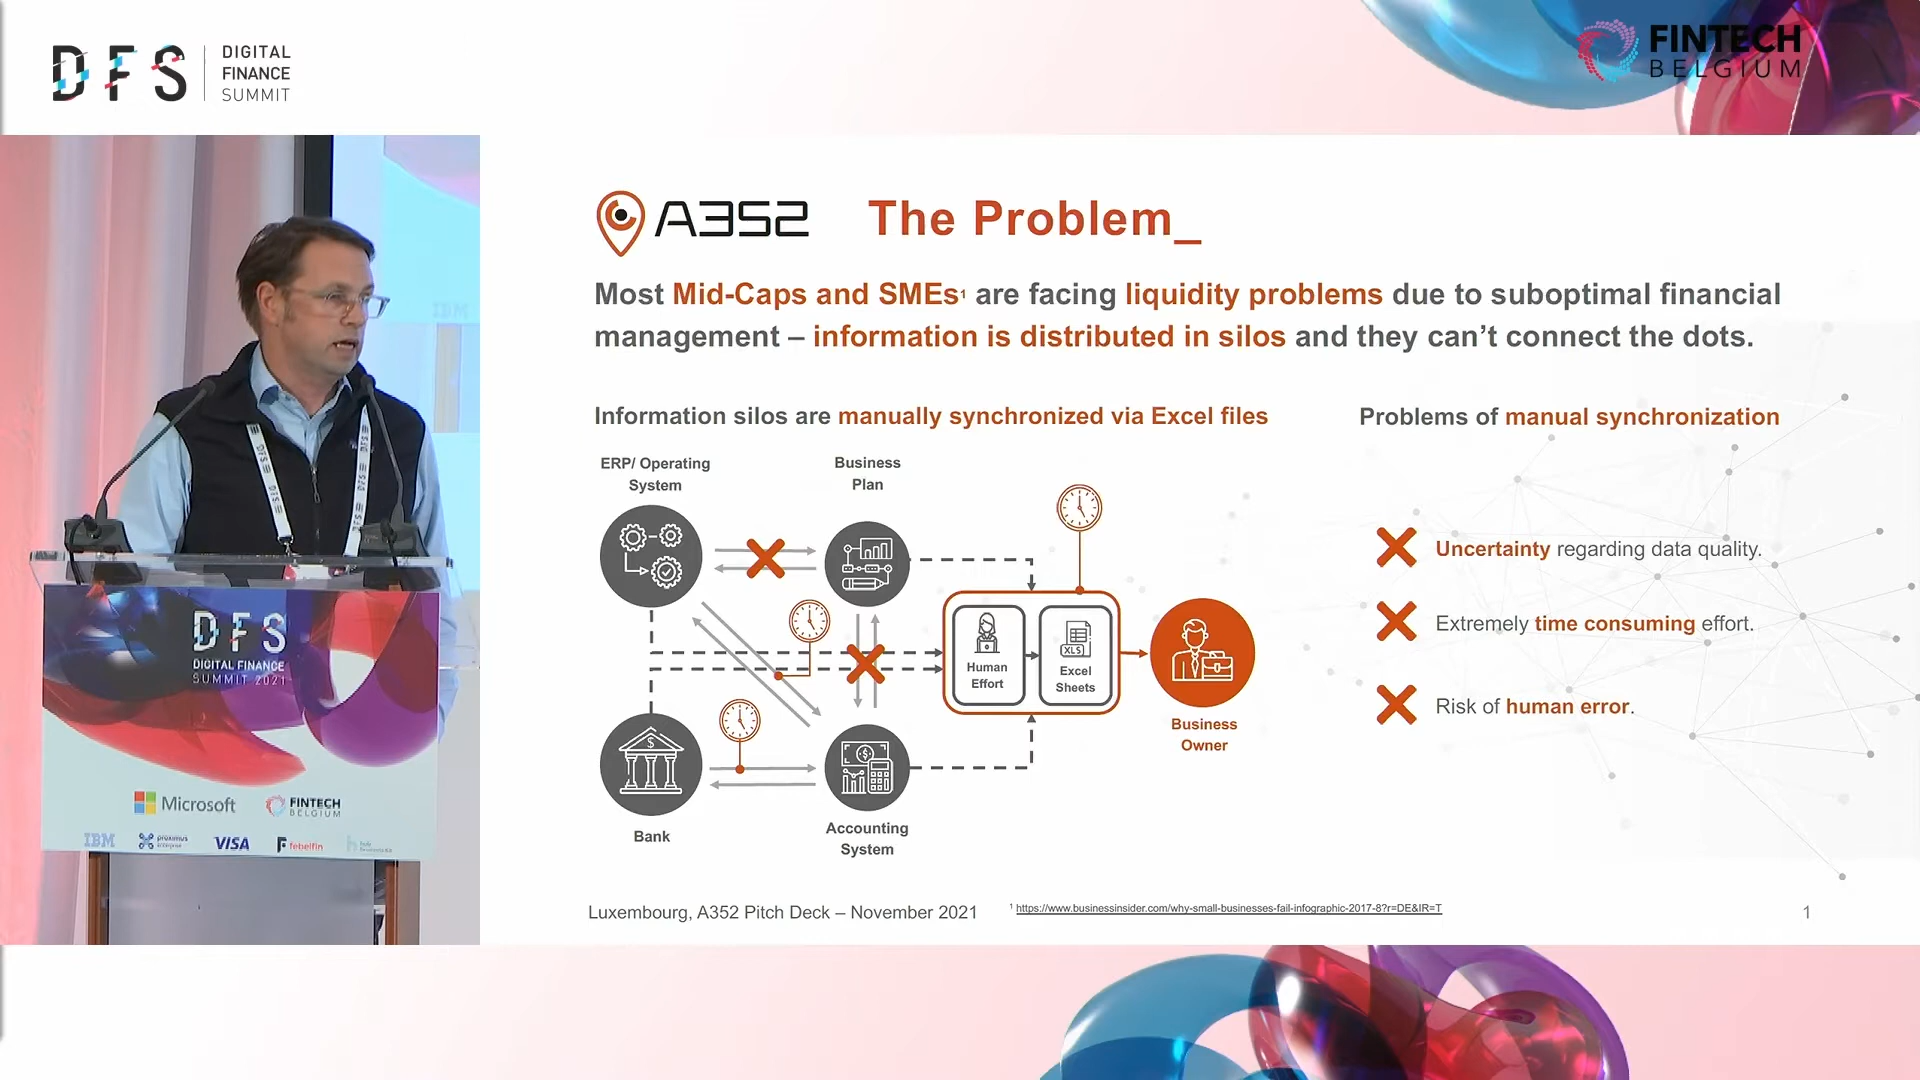 DFS
DIGITAL
FINANCE
SUMMIT
FINTECH
BELGIUM
A352
The Problem_
Most Mid-Caps and SMEs¹ are facing liquidity problems due to suboptimal financial
management – information is distributed in silos and they can’t connect the dots.
Information silos are manually synchronized via Excel files
Problems of manual synchronization
ERP/ Operating
System
Business
Plan
Human
Effort
XLS
Excel
Sheets
Business
Owner
Bank
Accounting
System
Uncertainty regarding data quality.
Extremely time consuming effort.
Risk of human error.
Luxembourg, A352 Pitch Deck – November 2021
¹ https://www.businessinsider.com/why-small-businesses-fail-infographic-2017-8?r=DE&IR=T
1
IBM
DFS
DIGITAL FINANCE
SUMMIT 2021
Microsoft
FINTECH
BELGIUM
IBM
proximus
VISA
febelfin